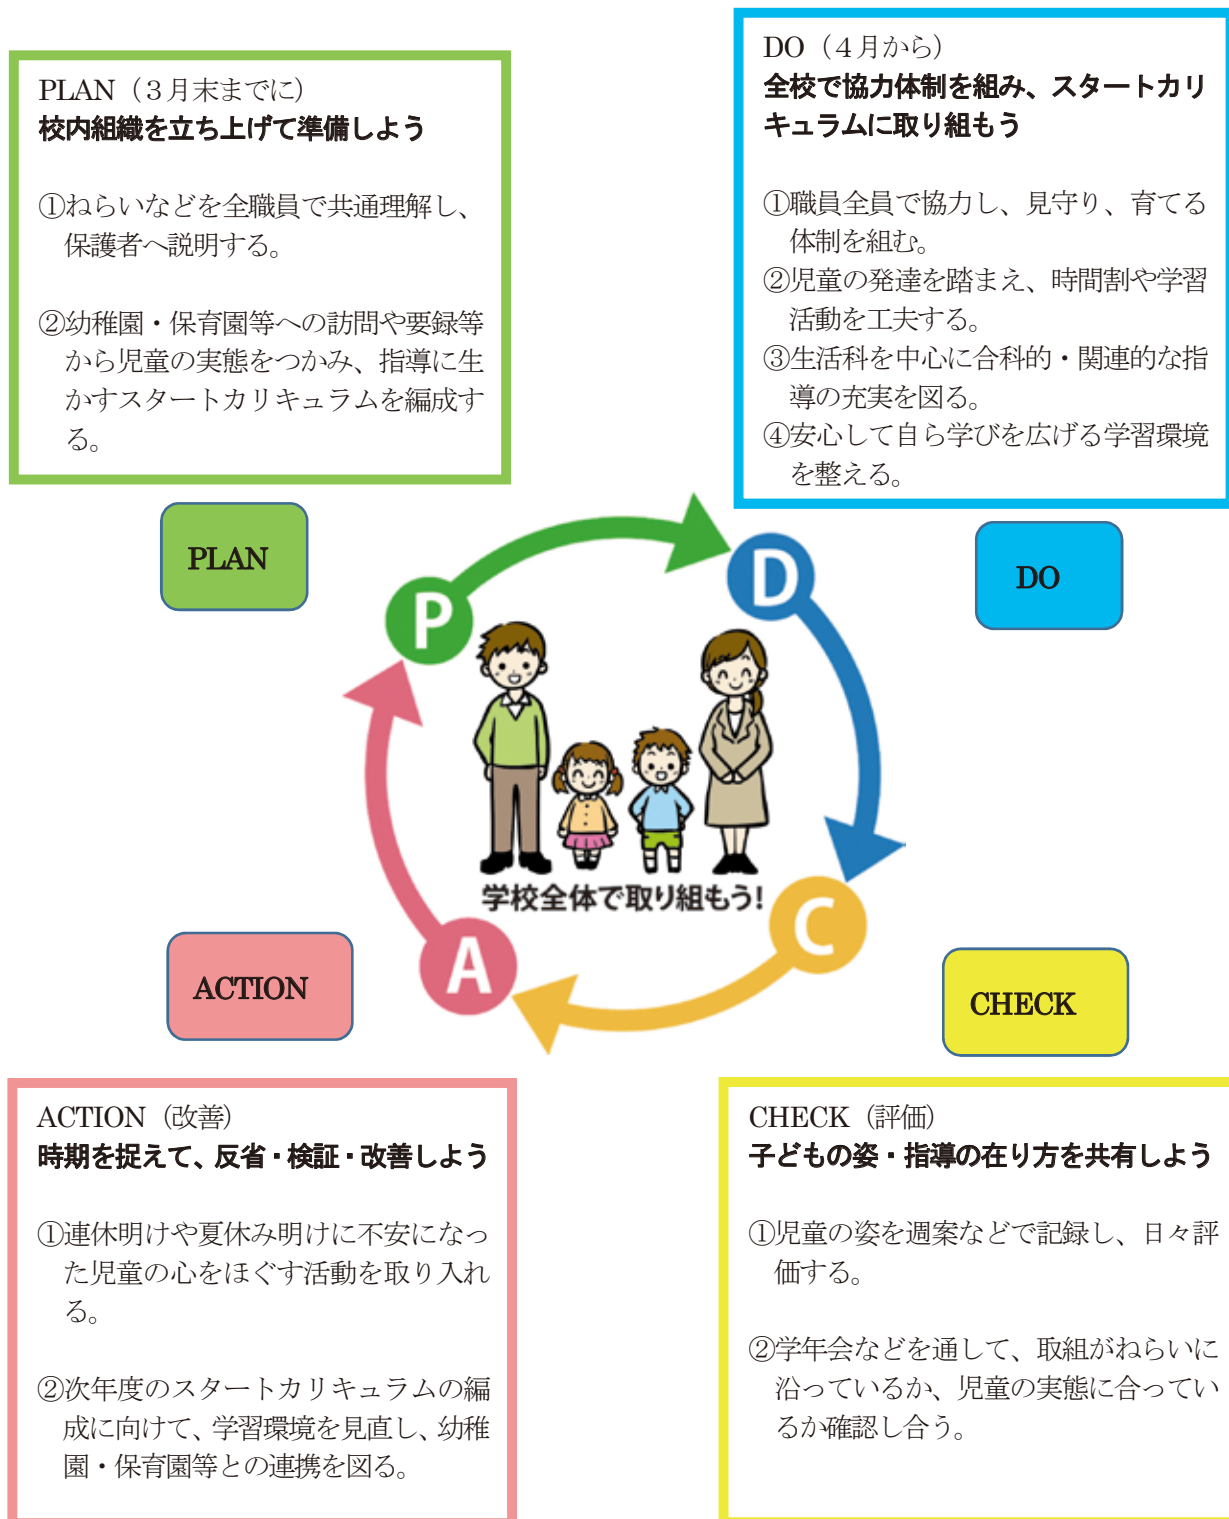 PLAN（３月末までに）
校内組織を立ち上げて準備しよう
①ねらいなどを全職員で共通理解し、
保護者へ説明する。
②幼稚園・保育園等への訪問や要録等
から児童の実態をつかみ、指導に生
かすスタートカリキュラムを編成す
る。
DO（４月から）
全校で協力体制を組み、スタートカリ
キュラムに取り組もう
①職員全員で協力し、見守り、育てる
体制を組む。
②児童の発達を踏まえ、時間割や学習
活動を工夫する。
③生活科を中心に合科的・関連的な指
導の充実を図る。
④安心して自ら学びを広げる学習環境
を整える。
PLAN
DO
P
D
学校全体で取り組もう!
C
A
ACTION
CHECK
ACTION（改善）
時期を捉えて、反省・検証・改善しよう
①連休明けや夏休み明けに不安になっ
た児童の心をほぐす活動を取り入れ
る。
②次年度のスタートカリキュラムの編
成に向けて、学習環境を見直し、幼稚
園・保育園等との連携を図る。
CHECK（評価）
子どもの姿・指導の在り方を共有しよう
①児童の姿を週案などで記録し、日々評
価する。
②学年会などを通して、取組がねらいに
沿っているか、児童の実態に合ってい
るか確認し合う。